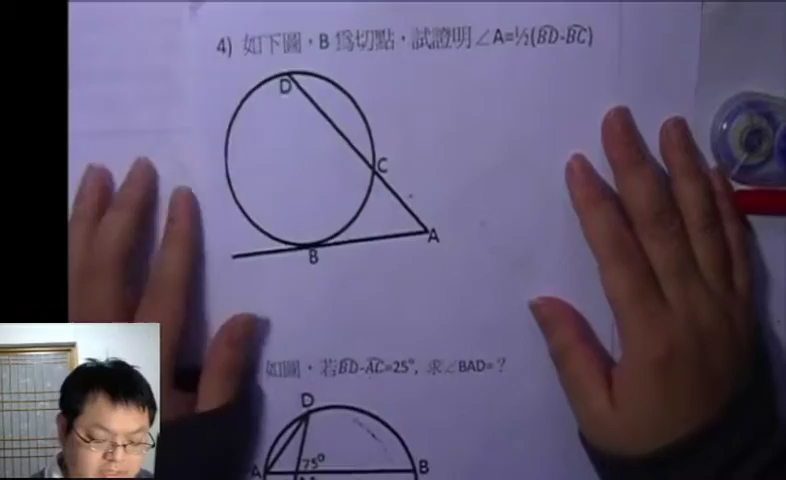 4) 如下圖，B 為切點，試證明∠A=½(BD-BC)
D
C
A
B
如圖，若BD-AC=25°, 求∠BAD=？
D
75°
A
B